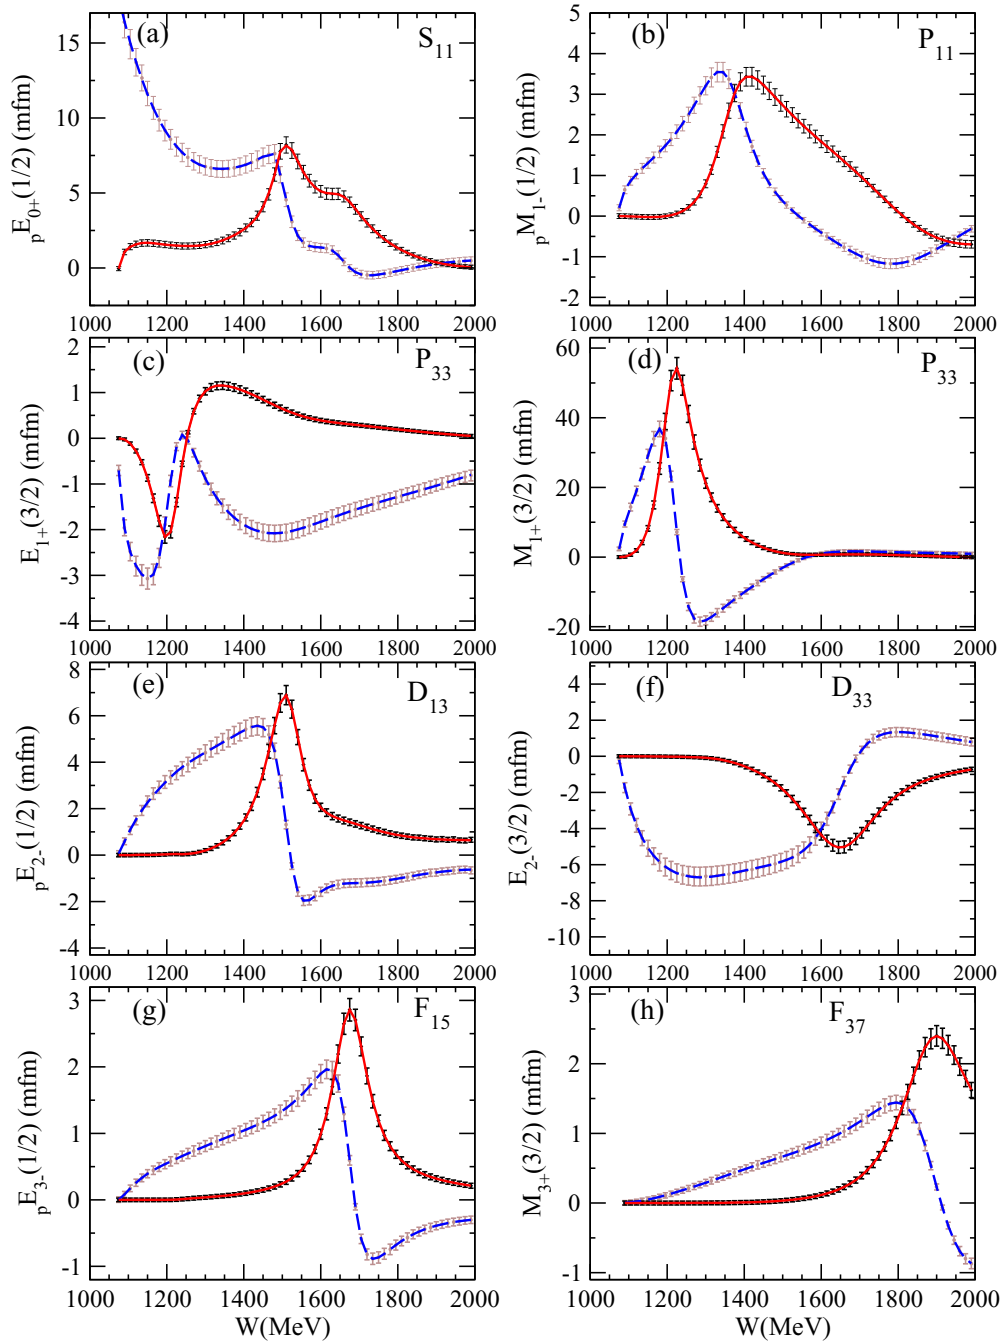 (a) S11
15
10
5
0
pE0+(1/2) (mfm)
1000 1200 1400 1600 1800 2000
(b) P11
5
4
3
2
1
0
-1
-2
pM1-(1/2) (mfm)
1000 1200 1400 1600 1800 2000
(c) P33
2
1
0
-1
-2
-3
-4
E1+(3/2) (mfm)
1000 1200 1400 1600 1800 2000
(d) P33
60
40
20
0
-20
M1+(3/2) (mfm)
1000 1200 1400 1600 1800 2000
(e) D13
8
6
4
2
0
-2
-4
pE2-(1/2) (mfm)
1000 1200 1400 1600 1800 2000
(f) D33
4
2
0
-2
-4
-6
-8
-10
E2-(3/2) (mfm)
1000 1200 1400 1600 1800 2000
(g) F15
3
2
1
0
-1
pE3-(1/2) (mfm)
1000 1200 1400 1600 1800 2000
W(MeV)
(h) F37
3
2
1
0
-1
M3+(3/2) (mfm)
1000 1200 1400 1600 1800 2000
W(MeV)